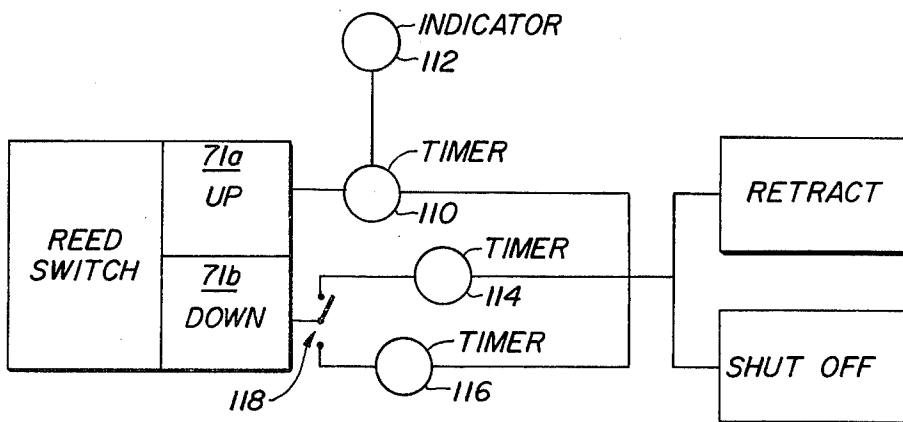 INDICATOR
112
71a
UP
TIMER
110
REED
SWITCH
RETRACT
TIMER
114
71b
DOWN
TIMER
116
118
SHUT OFF